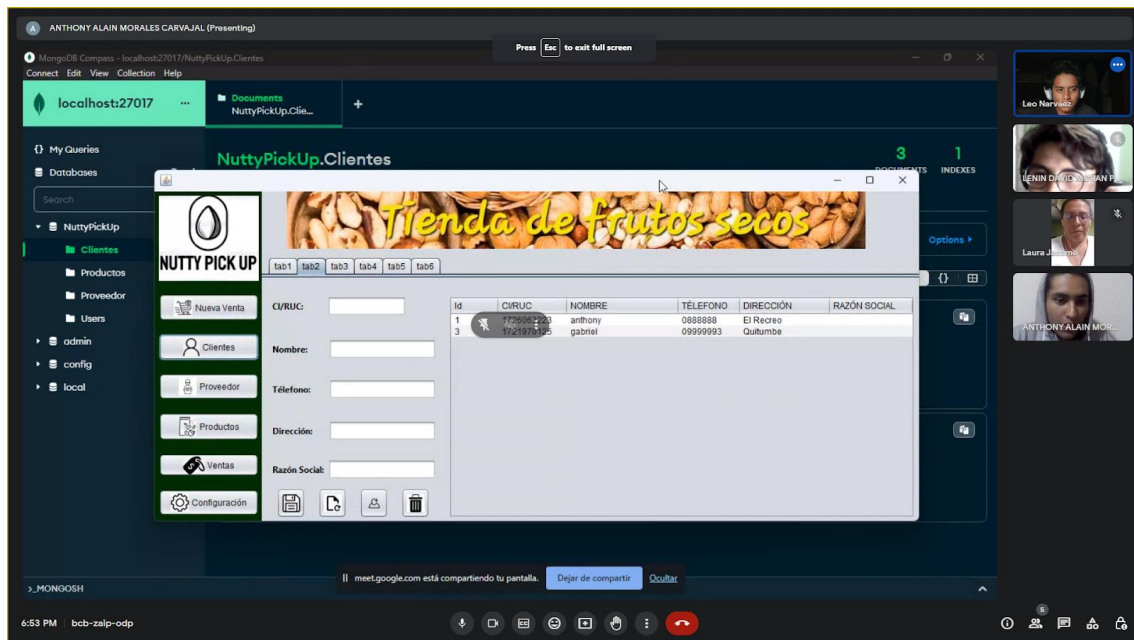 A ANTHONY ALAIN MORALES CARVAJAL (Presenting)
Press Esc to exit full screen
MongoDB Compass - localhost:27017/NuttyPickUp.Clientes
Connect Edit View Collection Help
localhost:27017 ...
Documents
NuttyPickUp.Clie...
+
{} My Queries
Databases
Search
NuttyPickUp
Clientes
Productos
Proveedor
Users
admin
config
local
NuttyPickUp.Clientes
3
1
INDEXES
Options
{}
NUTTY PICK UP
Tienda de frutos secos
tab1 tab2 tab3 tab4 tab5 tab6
Nueva Venta
Clientes
Proveedor
Productos
Ventas
Configuración
CI/RUC:
Nombre:
Télefono:
Dirección:
Razón Social:
Id CI/RUC NOMBRE TÉLEFONO DIRECCIÓN RAZÓN SOCIAL
1 anthony 0888888 El Recreo
3 gabriel 09999993 Quitumbe
Leo Narváez
LENIN DAVID
Laura
ANTHONY ALAIN MOR...
meet.google.com está compartiendo tu pantalla. Dejar de compartir Ocultar
>_MONGOSH
6:53 PM bcb-zalp-odp